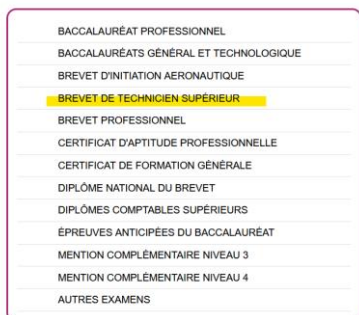 BACCALAURÉAT PROFESSIONNEL
BACCALAURÉATS GÉNÉRAL ET TECHNOLOGIQUE
BREVET D'INITIATION AERONAUTIQUE
BREVET DE TECHNICIEN SUPÉRIEUR
BREVET PROFESSIONNEL
CERTIFICAT D'APTITUDE PROFESSIONNELLE
CERTIFICAT DE FORMATION GÉNÉRALE
DIPLÔME NATIONAL DU BREVET
DIPLÔMES COMPTABLES SUPÉRIEURS
ÉPREUVES ANTICIPÉES DU BACCALAURÉAT
MENTION COMPLÉMENTAIRE NIVEAU 3
MENTION COMPLÉMENTAIRE NIVEAU 4
AUTRES EXAMENS